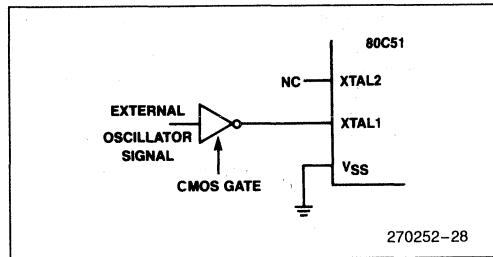 80C51
NC XTAL2
EXTERNAL
OSCILLATOR
SIGNAL
XTAL1
CMOS GATE
VSS
270252-28